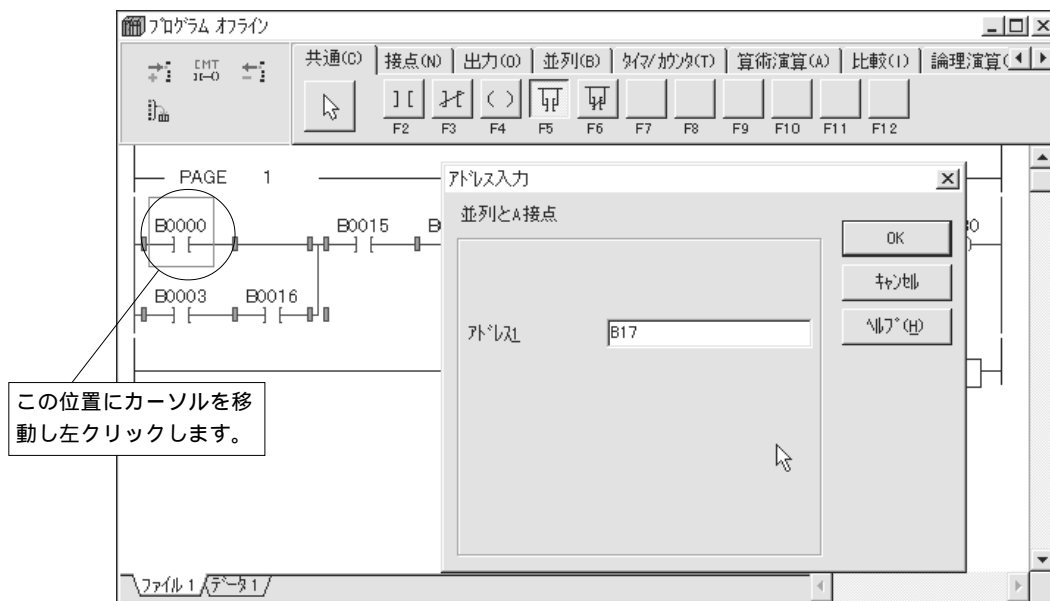 プログラム オフライン
CMT
共通(C) 接点(N) 出力(O) 並列(B) タイマ/カウンタ(T) 算術演算(A) 比較(I) 論理演算(
F2 F3 F4 F5 F6 F7 F8 F9 F10 F11 F12
PAGE 1
B0000 B0015 B
B0003 B0016
アドレス入力
並列とA接点
アドレス1 B17
OK
キャンセル
ヘルプ(H)
この位置にカーソルを移
動し左クリックします。
ファイル 1 データ 1